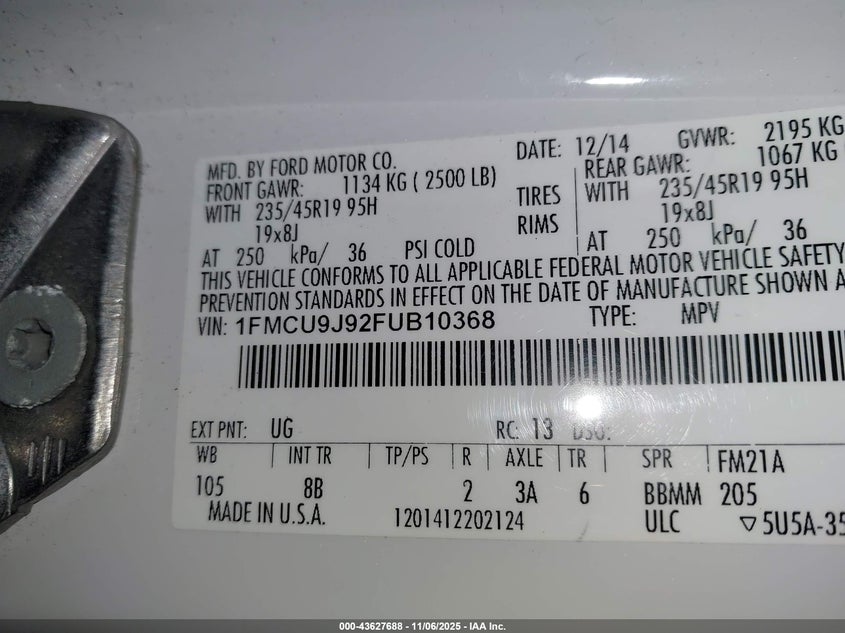 MFD. BY FORD MOTOR CO.
DATE: 12/14 GVWR: 2195 KG
FRONT GAWR: 1134 KG ( 2500 LB)
REAR GAWR: 1067 KG
WITH 235/45R19 95H TIRES WITH 235/45R19 95H
19x8J RIMS 19x8J
AT 250 kPa/ 36 PSI COLD AT 250 kPa/ 36
THIS VEHICLE CONFORMS TO ALL APPLICABLE FEDERAL MOTOR VEHICLE SAFETY
PREVENTION STANDARDS IN EFFECT ON THE DATE OF MANUFACTURE SHOWN
VIN: 1FMCU9J92FUB10368 TYPE: MPV
EXT PNT: UG RC: 13 DSO:
WB INT TR TP/PS R AXLE TR SPR FM21A
105 8B 2 3A 6 BBMM 205
MADE IN U.S.A. 1201412202124 ULC ▽5U5A-35
000-43627688 - 11/06/2025 - IAA Inc.